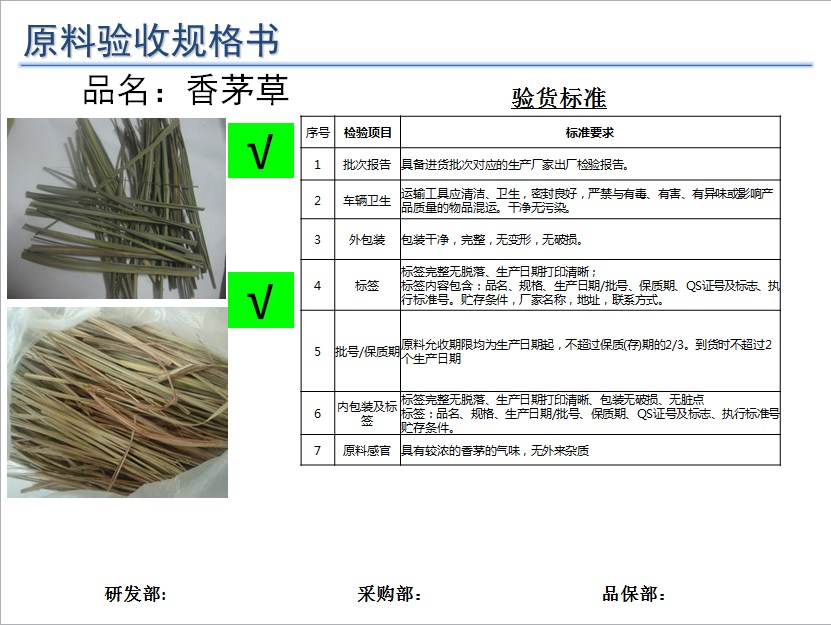 原料验收规格书
品名：香茅草
验货标准
√
√
序号 检验项目 标准要求
1 批次报告 具备进货批次对应的生产厂家出厂检验报告。
2 车辆卫生 运输工具应清洁、卫生，密封良好，严禁与有毒、有害、有异味或影响产
品质量的物品混运。干净无污染。
3 外包装 包装干净，完整，无变形，无破损。
4 标签 标签完整无脱落、生产日期打印清晰；
标签内容包含：品名、规格、生产日期/批号、保质期、QS证号及标志、执
行标准号。贮存条件，厂家名称，地址，联系方式。
5 批号/保质期 原料允收期限均为生产日期起，不超过保质(存)期的2/3。到货时不超过2
个生产日期
6 内包装及标
签
标签完整无脱落、生产日期打印清晰、包装无破损、无脏点
标签：品名、规格、生产日期/批号、保质期、QS证号及标志、执行标准号
贮存条件。
7 原料感官 具有较浓的香茅的气味，无外来杂质
研发部: 采购部： 品保部：